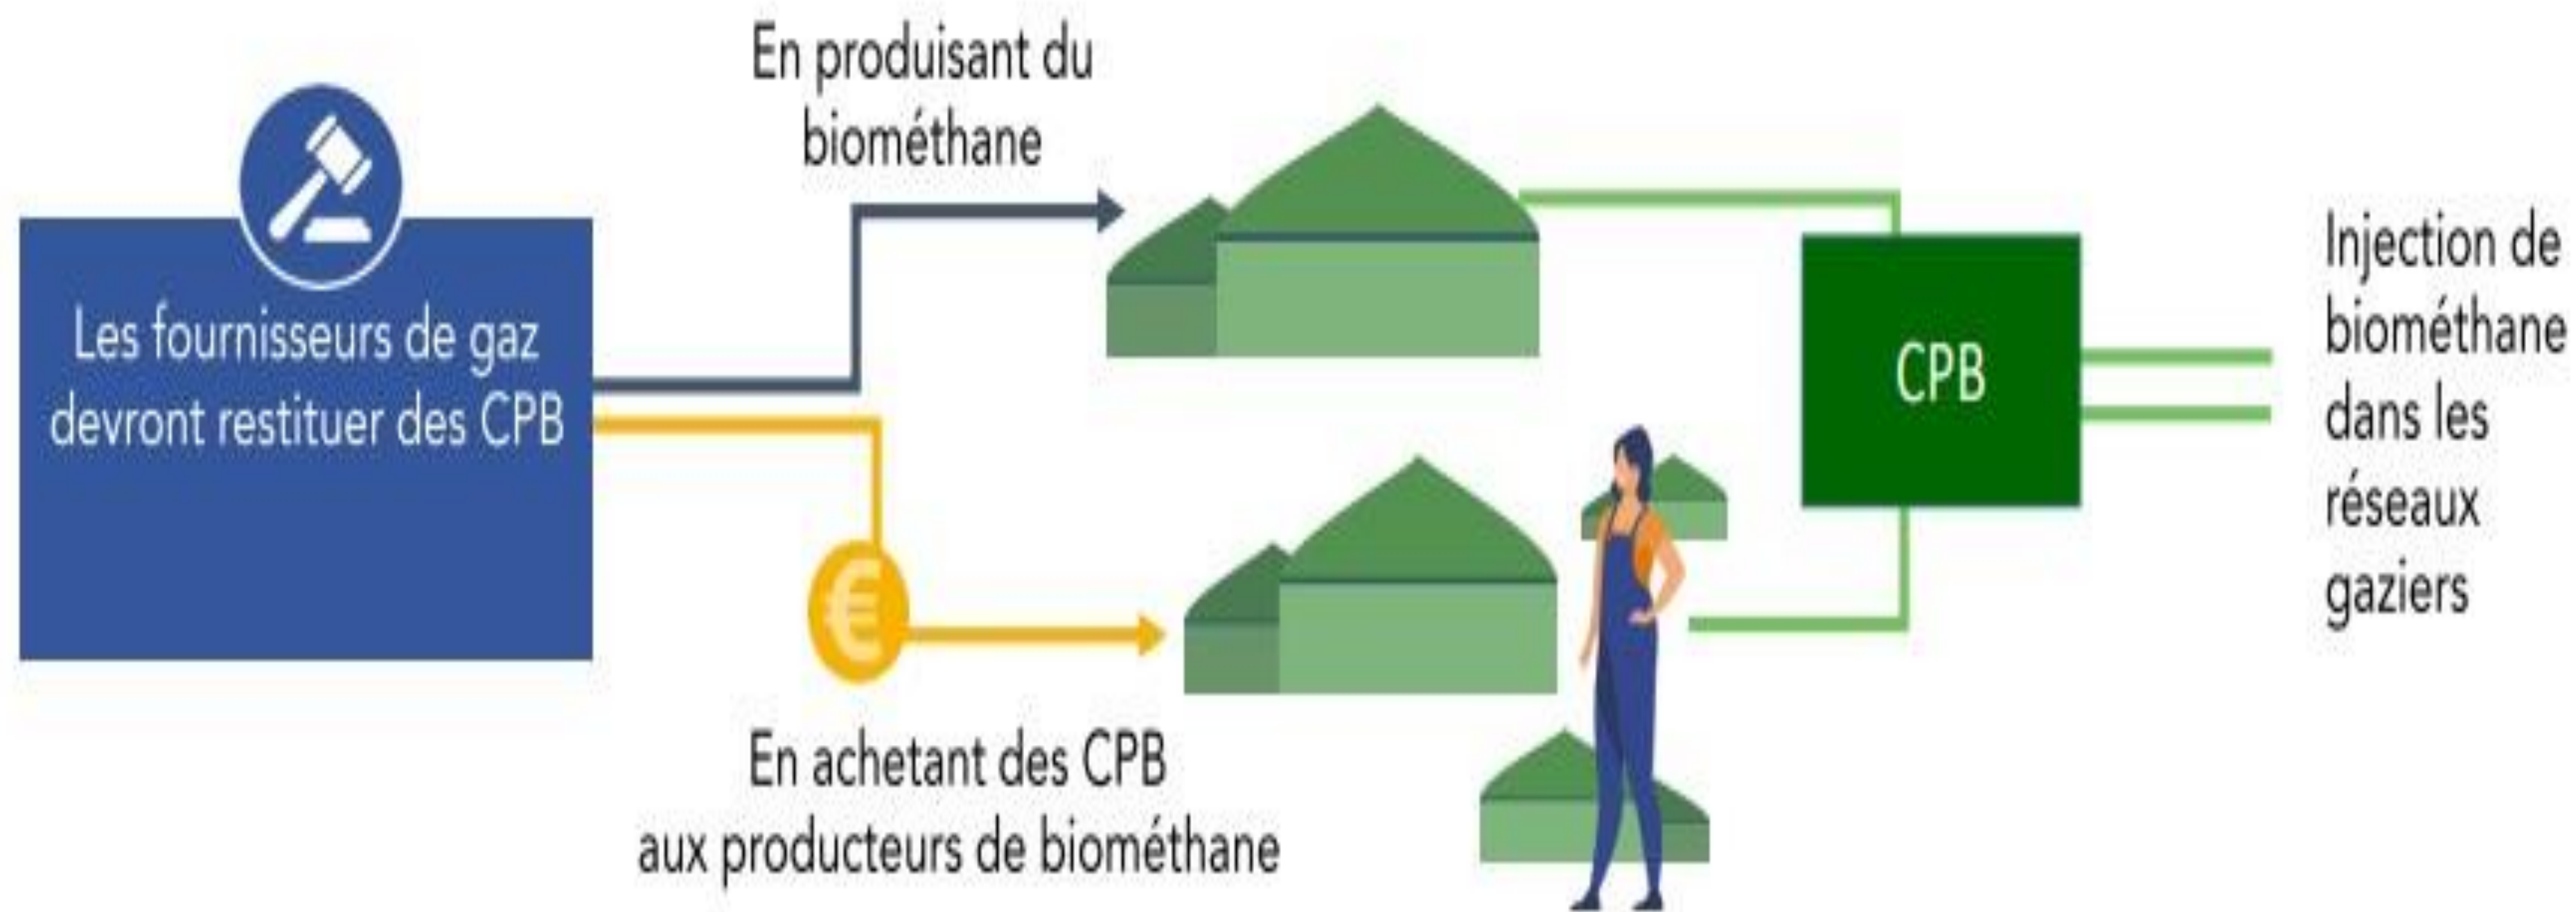 En produisant du
biométhane
Les fournisseurs de gaz
devront restituer des CPB
€
En achetant des CPB
aux producteurs de biométhane
CPB
Injection de
biométhane
dans les
réseaux
gaziers